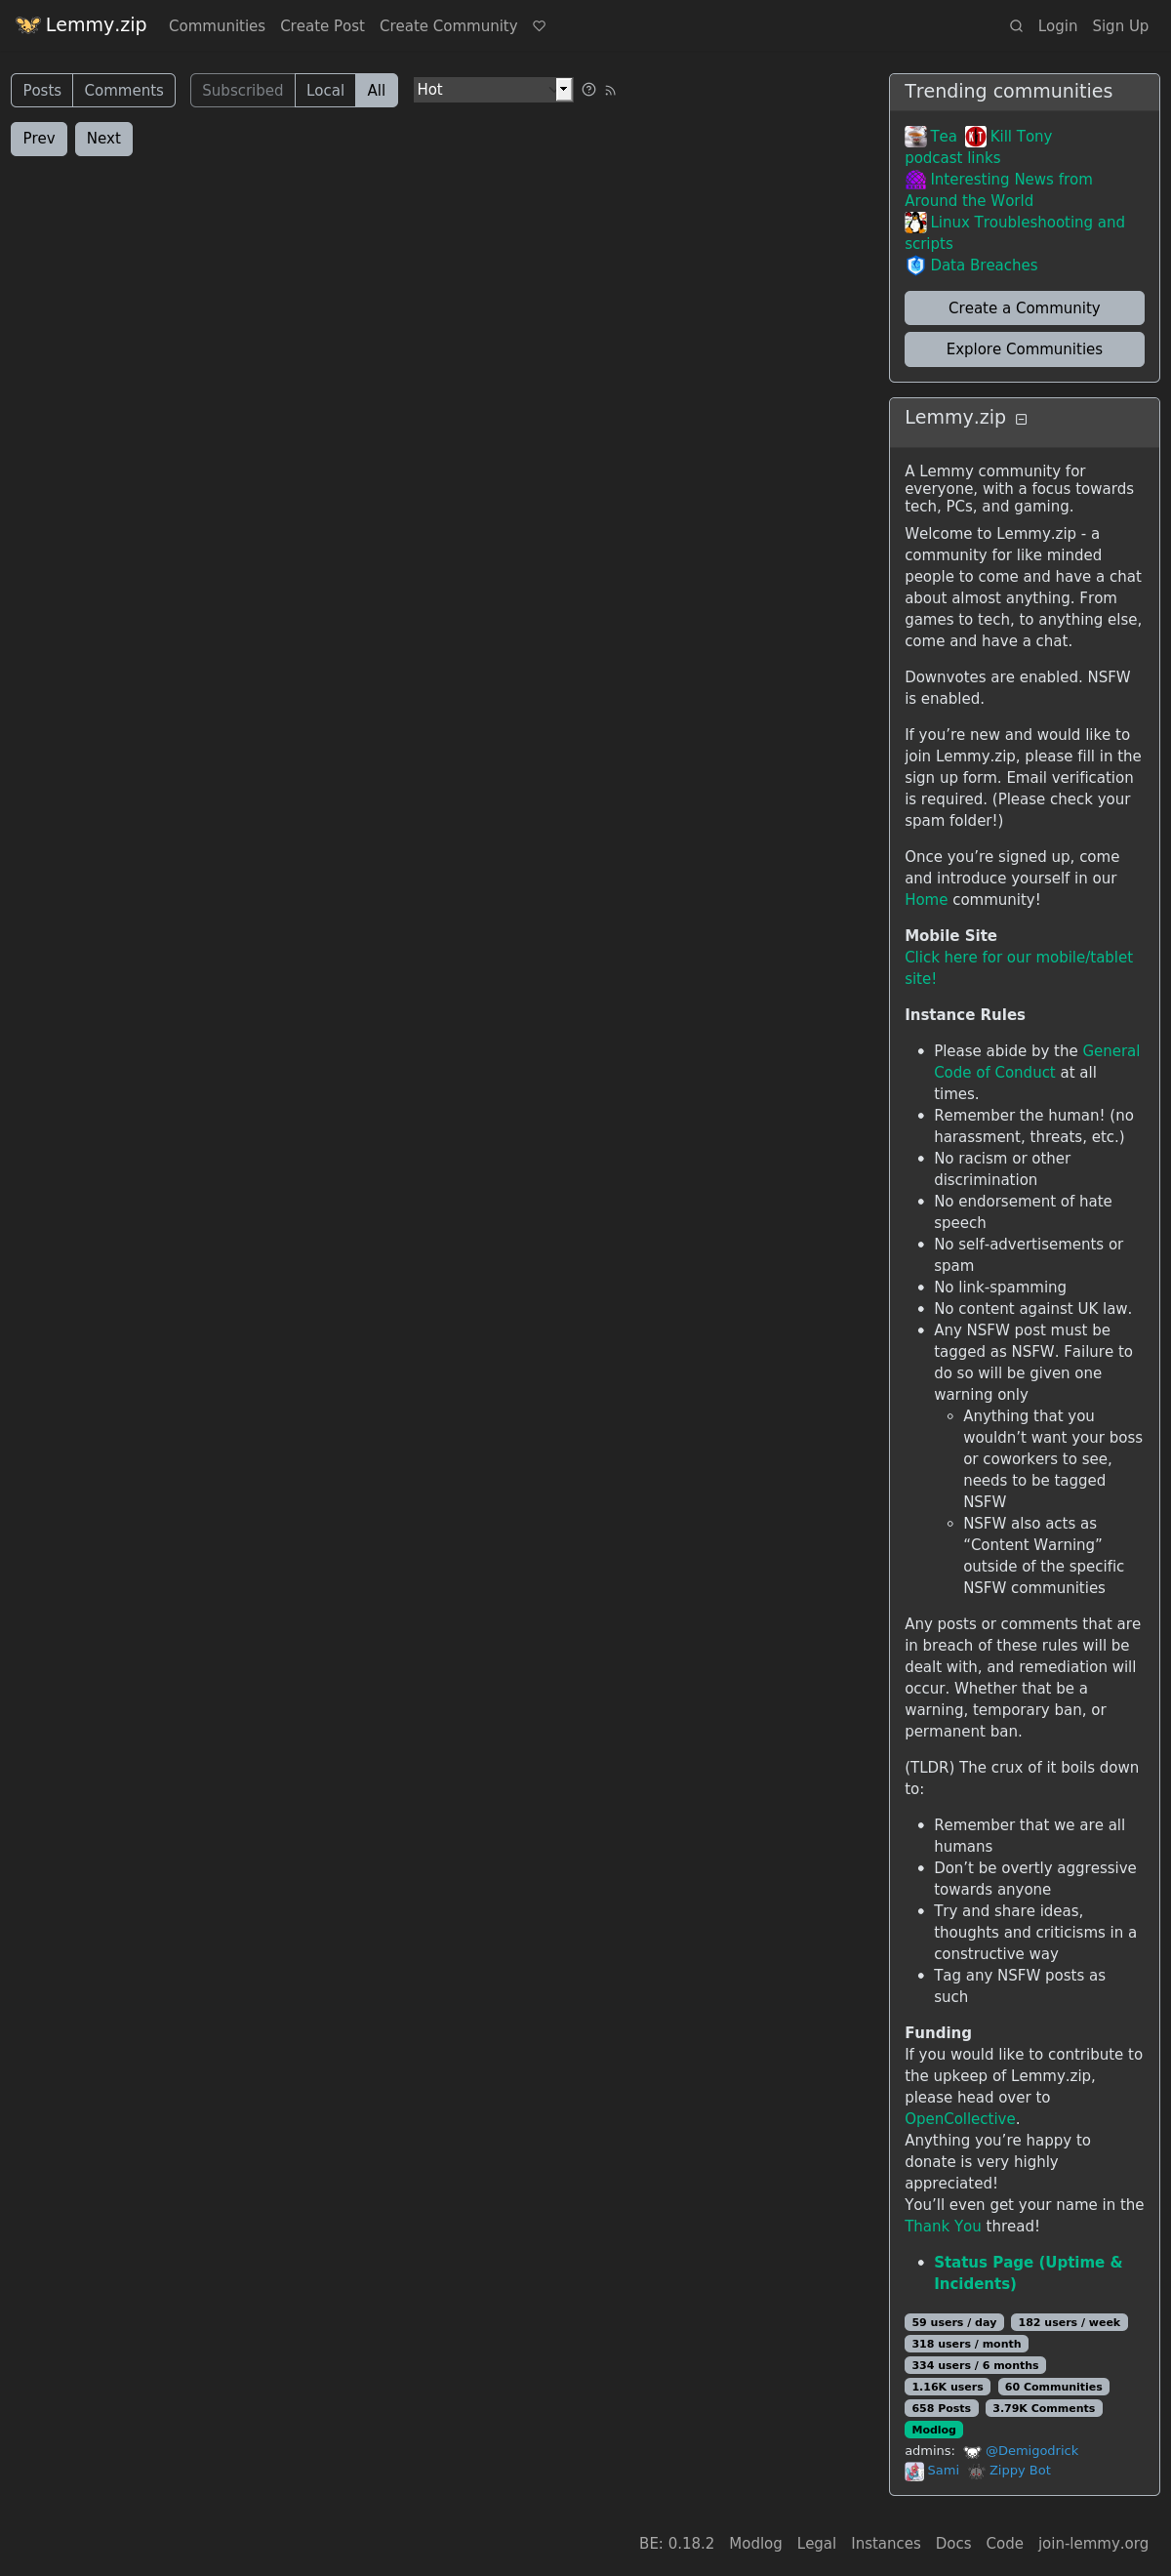 Lemmy.zip Communities Create Post Create Community Login Sign Up
Posts Comments Subscribed Local All Hot
Prev Next
Trending communities
Tea Kill Tony
podcast links
Interesting News from
Around the World
Linux Troubleshooting and
scripts
Data Breaches
Create a Community
Explore Communities
Lemmy.zip
A Lemmy community for
everyone, with a focus towards
tech, PCs, and gaming.
Welcome to Lemmy.zip - a
community for like minded
people to come and have a chat
about almost anything. From
games to tech, to anything else,
come and have a chat.
Downvotes are enabled. NSFW
is enabled.
If you’re new and would like to
join Lemmy.zip, please fill in the
sign up form. Email verification
is required. (Please check your
spam folder!)
Once you’re signed up, come
and introduce yourself in our
Home community!
Mobile Site
Click here for our mobile/tablet
site!
Instance Rules
• Please abide by the General
Code of Conduct at all
times.
• Remember the human! (no
harassment, threats, etc.)
• No racism or other
discrimination
• No endorsement of hate
speech
• No self-advertisements or
spam
• No link-spamming
• No content against UK law.
• Any NSFW post must be
tagged as NSFW. Failure to
do so will be given one
warning only
◦ Anything that you
wouldn’t want your boss
or coworkers to see,
needs to be tagged
NSFW
◦ NSFW also acts as
“Content Warning”
outside of the specific
NSFW communities
Any posts or comments that are
in breach of these rules will be
dealt with, and remediation will
occur. Whether that be a
warning, temporary ban, or
permanent ban.
(TLDR) The crux of it boils down
to:
• Remember that we are all
humans
• Don’t be overtly aggressive
towards anyone
• Try and share ideas,
thoughts and criticisms in a
constructive way
• Tag any NSFW posts as
such
Funding
If you would like to contribute to
the upkeep of Lemmy.zip,
please head over to
OpenCollective.
Anything you’re happy to
donate is very highly
appreciated!
You’ll even get your name in the
Thank You thread!
• Status Page (Uptime &
Incidents)
59 users / day 182 users / week
318 users / month
334 users / 6 months
1.16K users 60 Communities
658 Posts 3.79K Comments
Modlog
admins: @Demigodrick
Sami Zippy Bot
BE: 0.18.2 Modlog Legal Instances Docs Code join-lemmy.org